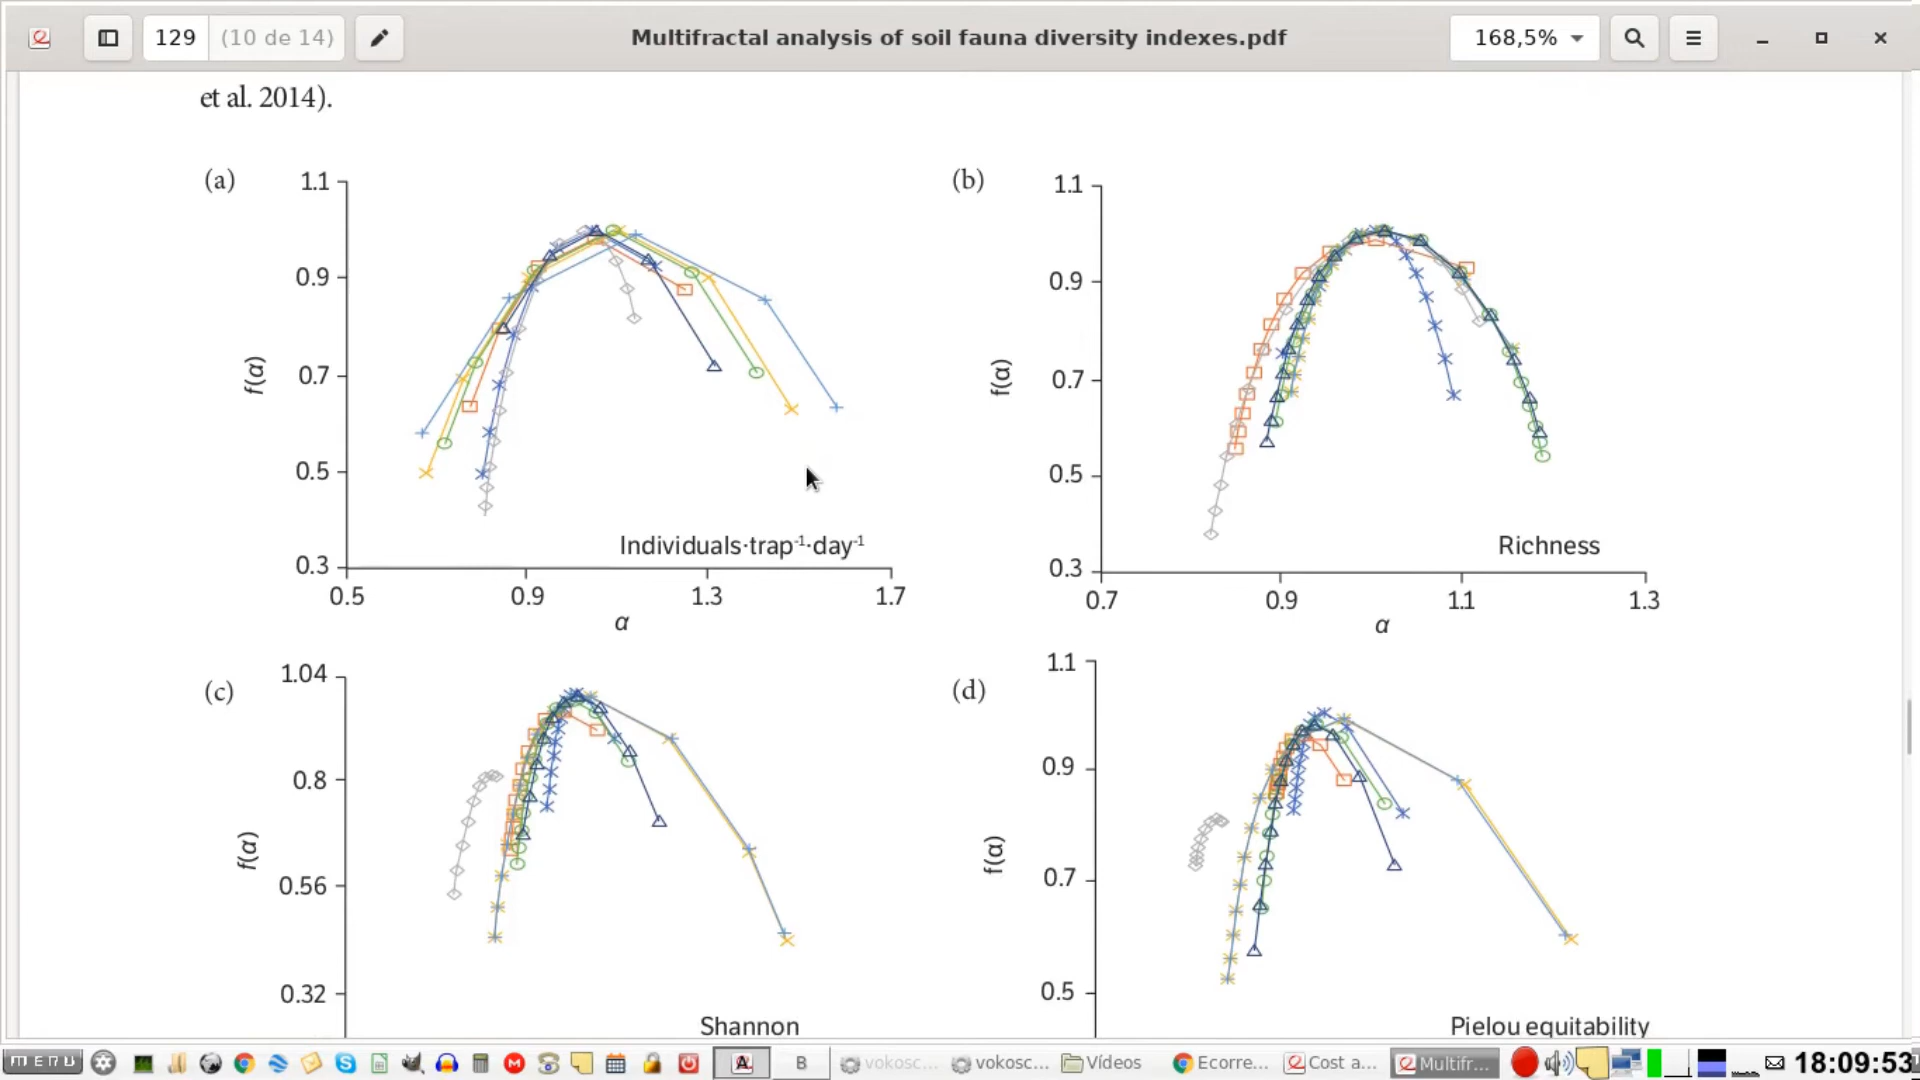 129 (10 de 14) Multifractal analysis of soil fauna diversity indexes.pdf 168,5%
et al. 2014).
(a)
1.1
0.9
0.7
0.5
0.3
f(α)
Individuals·trap⁻¹·day⁻¹
0.5 0.9 1.3 1.7
α
(b)
1.1
0.9
0.7
0.5
0.3
f(α)
Richness
0.7 0.9 1.1 1.3
α
(c)
1.04
0.8
0.56
0.32
f(α)
Shannon
(d)
1.1
0.9
0.7
0.5
f(α)
Pielou equitability
MENU A B vokosc... vokosc... Vídeos Ecorre... Cost a... Multifr... 18:09:53